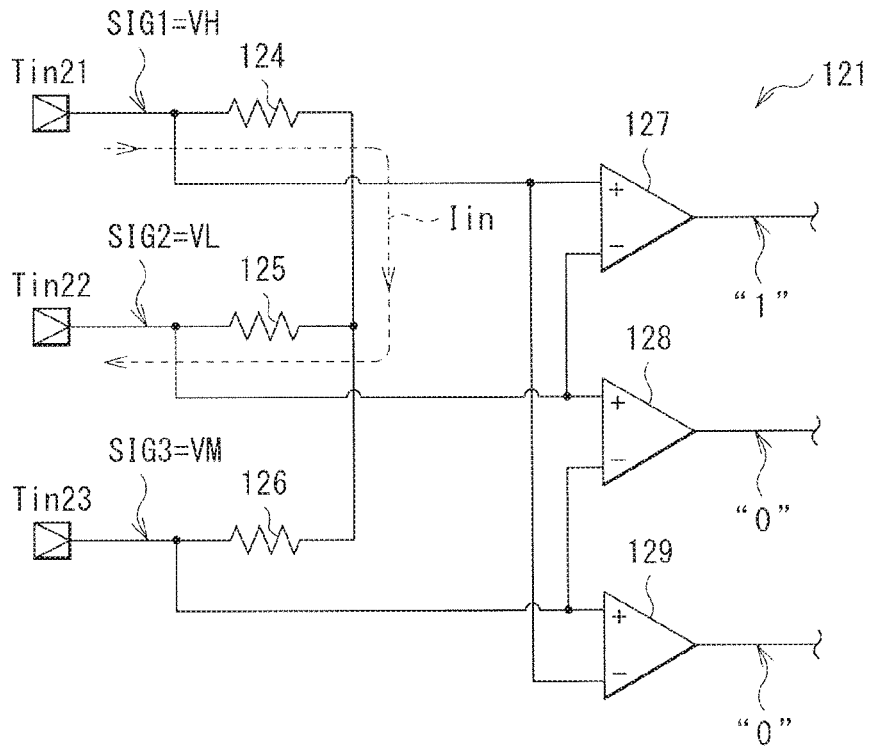 SIG1=VH
124
121
Tin21
127
+
−
Iin
"1"
SIG2=VL
125
Tin22
128
+
−
"0"
SIG3=VM
126
Tin23
129
+
−
"0"